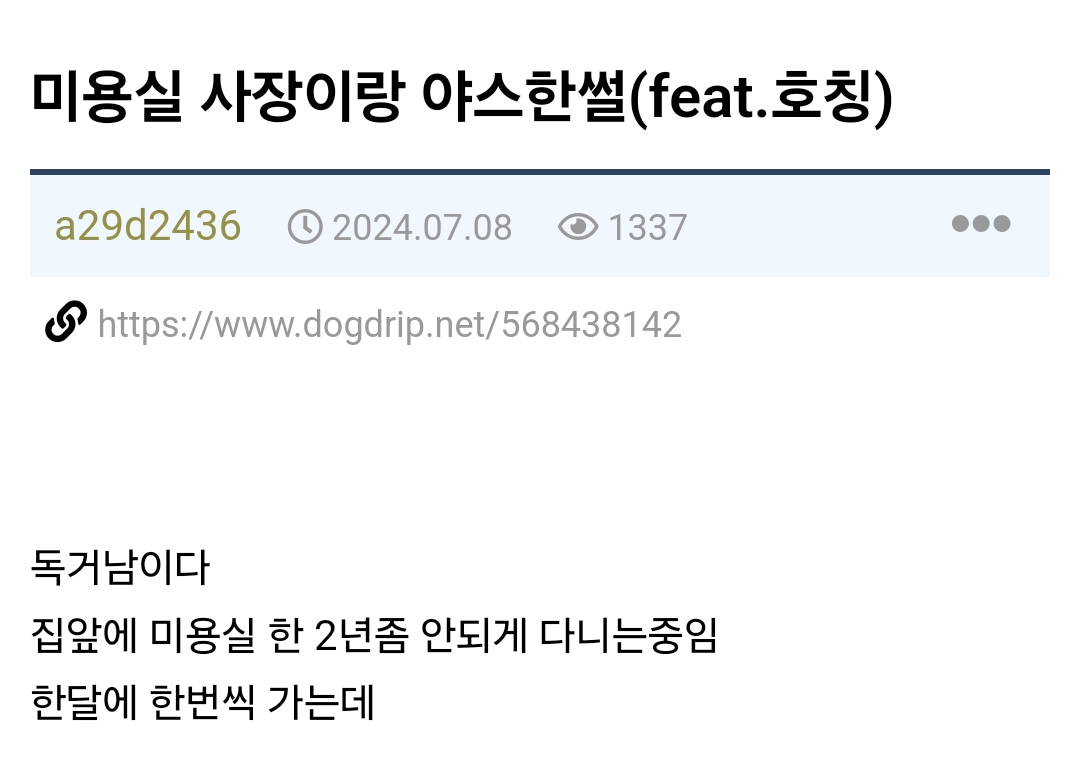 미용실 사장이랑 야스한썰(feat.호칭)
a29d2436 2024.07.08 1337
https://www.dogdrip.net/568438142
독거남이다
집앞에 미용실 한 2년좀 안되게 다니는중임
한달에 한번씩 가는데